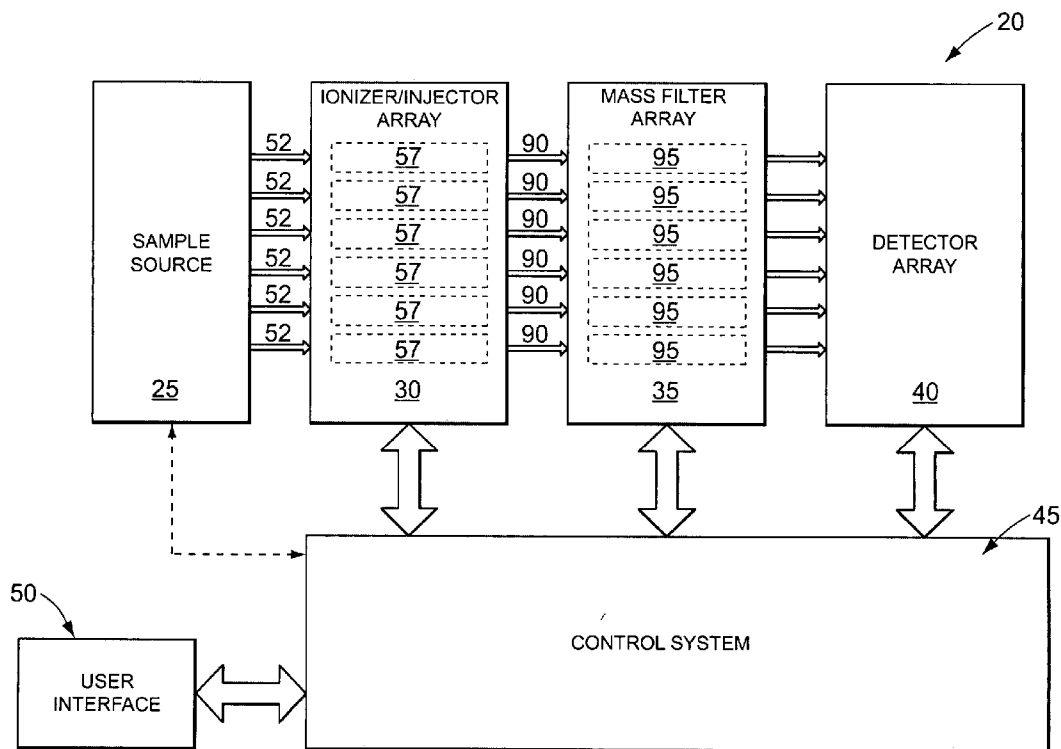 20
SAMPLE
SOURCE
25
52
52
52
52
52
52
IONIZER/INJECTOR
ARRAY
57
57
57
57
57
57
30
90
90
90
90
90
90
MASS FILTER
ARRAY
95
95
95
95
95
95
35
DETECTOR
ARRAY
40
45
CONTROL SYSTEM
50
USER
INTERFACE